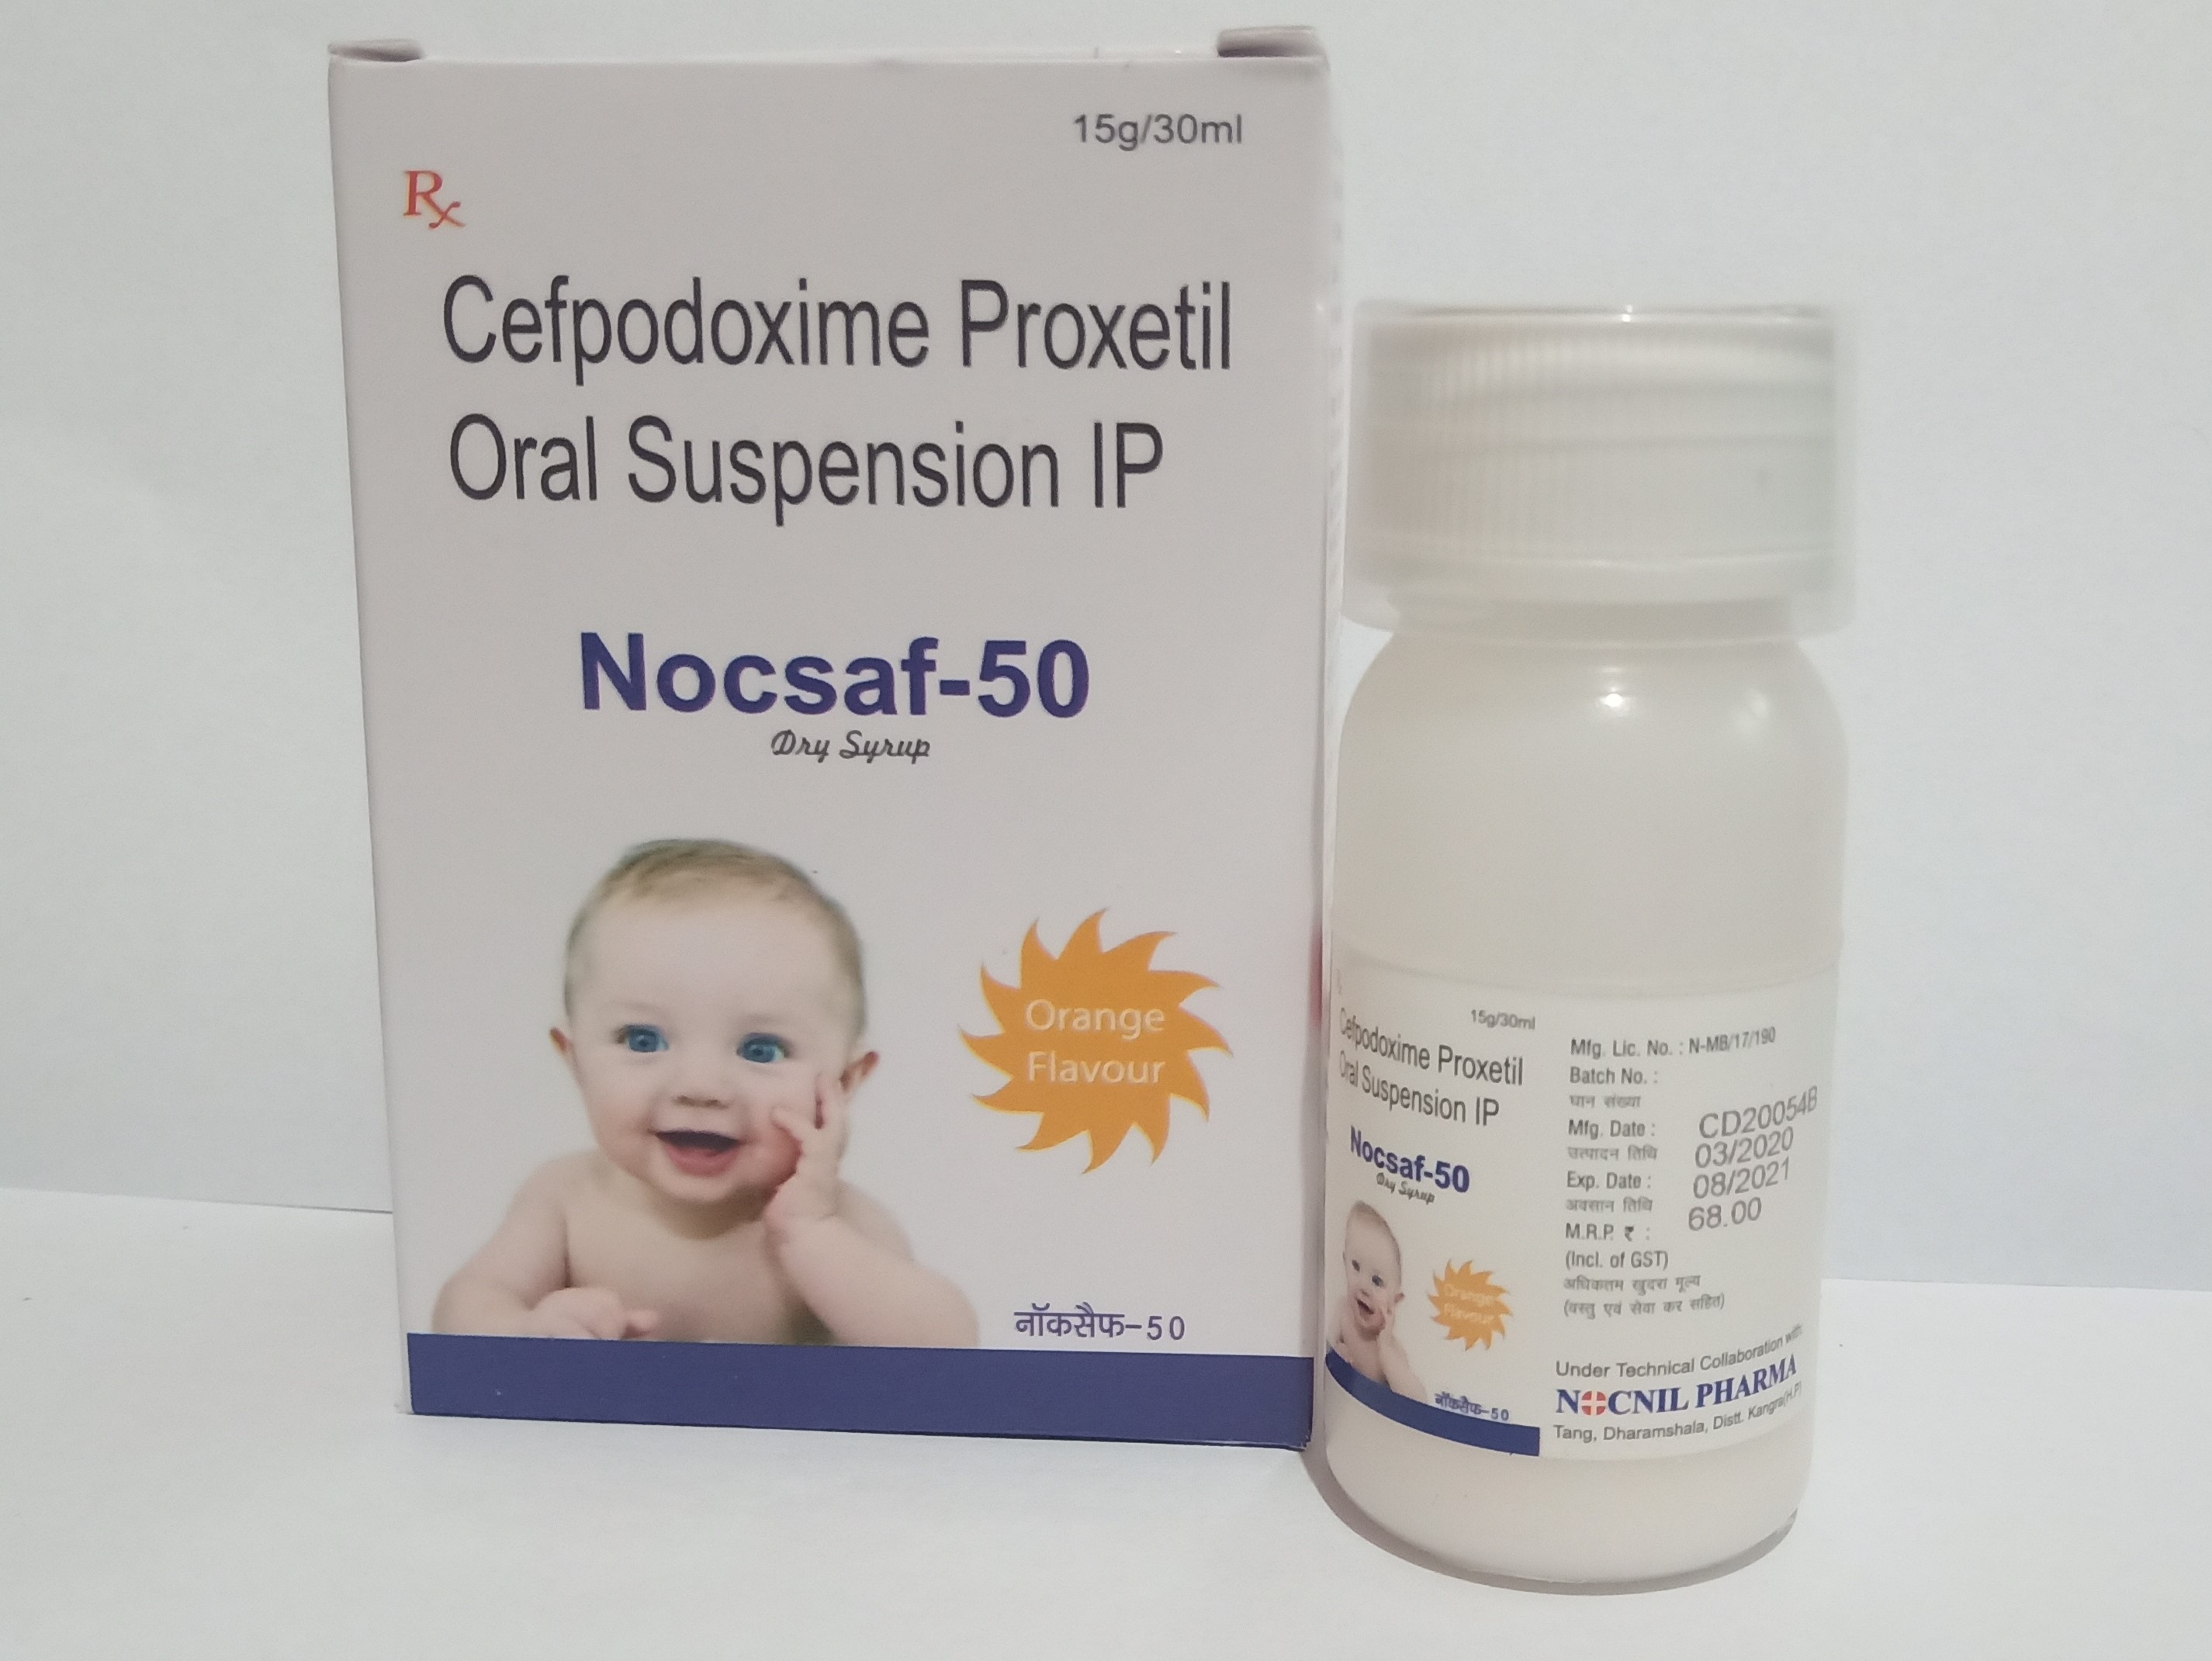 15g/30ml
Rx
Cefpodoxime Proxetil
Oral Suspension IP
Nocsaf-50
Dry Syrup
Orange
Flavour
नॉकसैफ-50
15g/30ml
Cefpodoxime Proxetil
Oral Suspension IP
Nocsaf-50
Dry Syrup
Orange
Flavour
नॉकसैफ-50
Mfg. Lic. No. : N-MB/17/190
Batch No. :
घान संख्या CD20054B
Mfg. Date : 03/2020
उत्पादन तिथि
Exp. Date : 08/2021
अवसान तिथि
M.R.P. ₹ : 68.00
(Incl. of GST)
अधिकतम खुदरा मूल्य
(वस्तु एवं सेवा कर सहित)
Under Technical Collaboration with:
NOCNIL PHARMA
Tang, Dharamshala, Distt. Kangra(H.P)